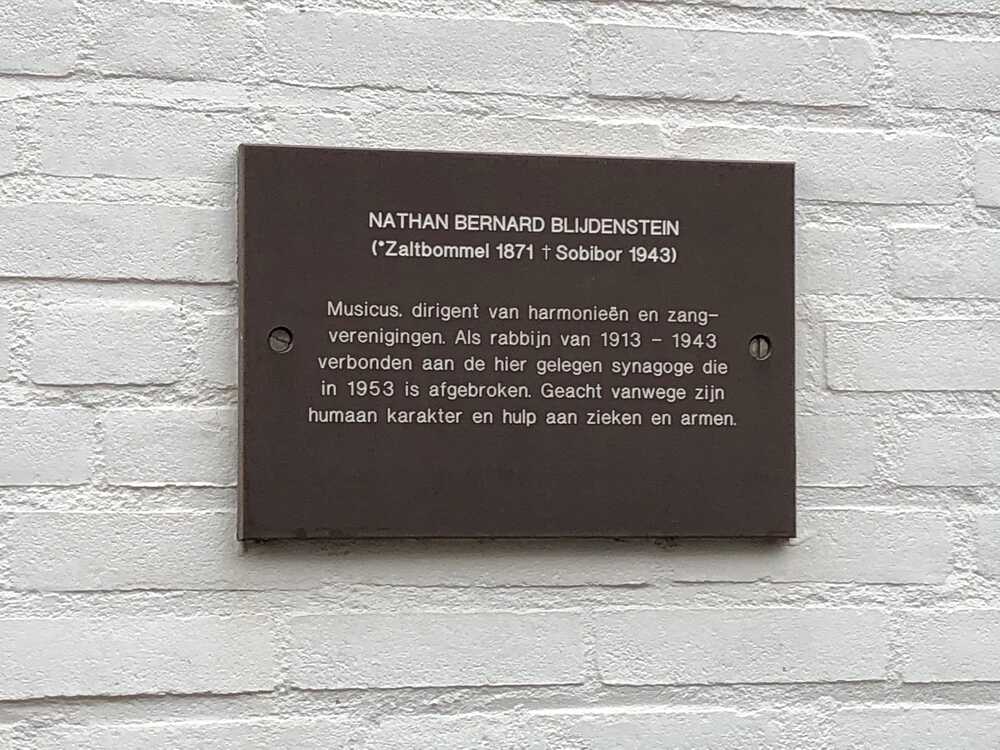 NATHAN BERNARD BLIJDENSTEIN
(*Zaltbommel 1871 † Sobibor 1943)
Musicus. dirigent van harmonieën en zang-
verenigingen. Als rabbijn van 1913 - 1943
verbonden aan de hier gelegen synagoge die
in 1953 is afgebroken. Geacht vanwege zijn
humaan karakter en hulp aan zieken en armen.